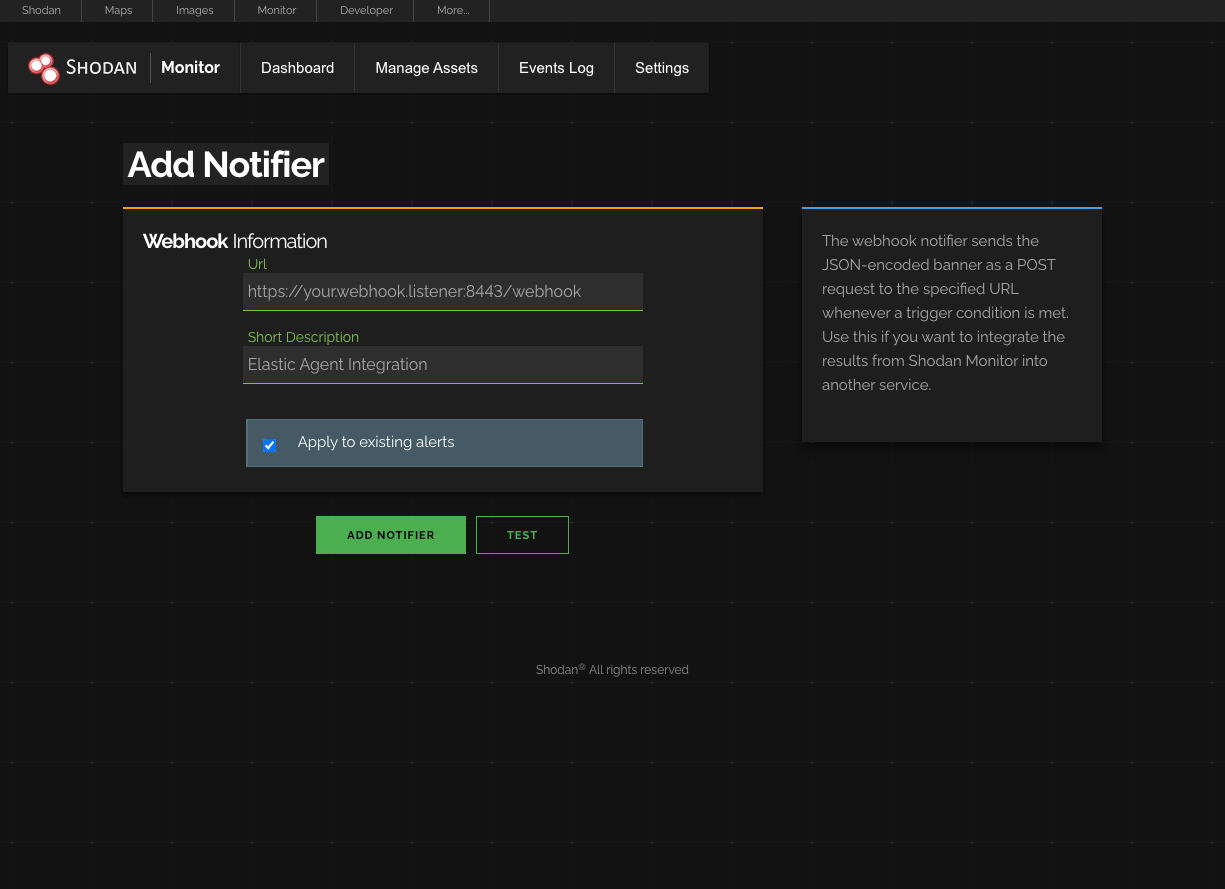 Shodan Maps Images Monitor Developer More...
SHODAN Monitor Dashboard Manage Assets Events Log Settings
Add Notifier
Webhook Information
Url
https://your.webhook.listener:8443/webhook
Short Description
Elastic Agent Integration
Apply to existing alerts
ADD NOTIFIER TEST
The webhook notifier sends the
JSON-encoded banner as a POST
request to the specified URL
whenever a trigger condition is met.
Use this if you want to integrate the
results from Shodan Monitor into
another service.
Shodan® All rights reserved